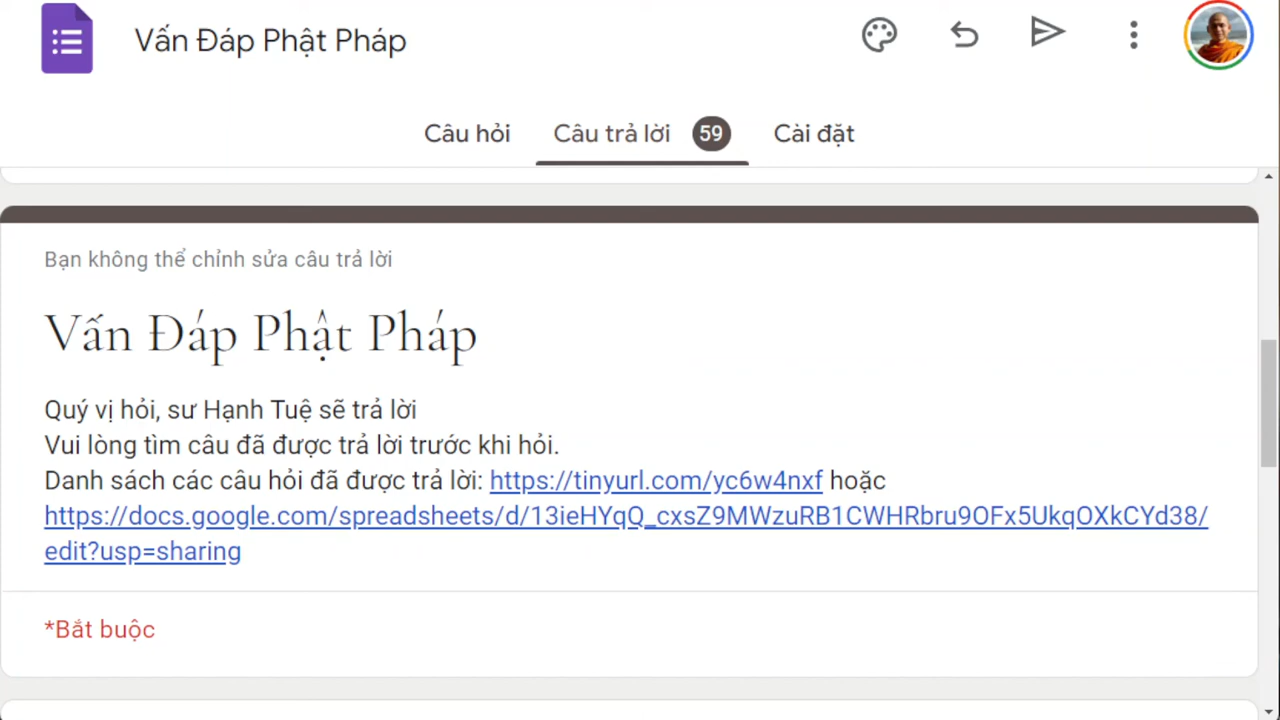 Vấn Đáp Phật Pháp
Câu hỏi
Câu trả lời 59
Cài đặt
Bạn không thể chỉnh sửa câu trả lời
Vấn Đáp Phật Pháp
Quý vị hỏi, sư Hạnh Tuệ sẽ trả lời
Vui lòng tìm câu đã được trả lời trước khi hỏi.
Danh sách các câu hỏi đã được trả lời: https://tinyurl.com/yc6w4nxf hoặc
https://docs.google.com/spreadsheets/d/13ieHYqQ_cxsZ9MWzuRB1CWHRbru9OFx5UkqOXkCYd38/
edit?usp=sharing
*Bắt buộc